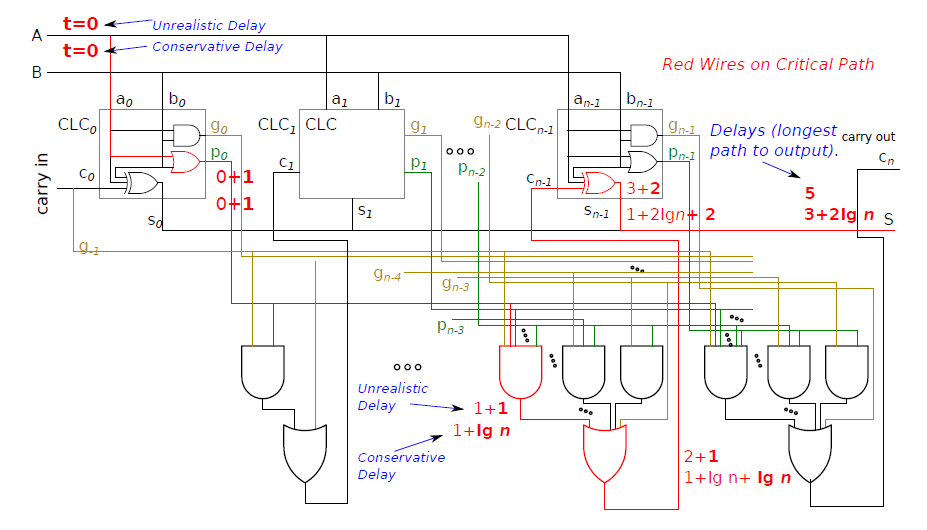 t=0
Unrealistic Delay
A
t=0
Conservative Delay
B
Red Wires on Critical Path
a0 b0 a1 b1 an-1 bn-1
CLC0 g0 CLC1 CLC g1 gn-2 CLCn-1 gn-1
Delays (longest
path to output).
carry out
cn
p0 c1 p1 pn-2 pn-1
carry in
c0 0+1 cn-1 3+2 5
0+1 s0 s1 sn-1 1+2lgn+ 2 3+2lg n S
g-1
gn-4 gn-3
pn-3
Unrealistic
Delay
1+1
1+lg n
Conservative
Delay
2+1
1+lg n+ lg n